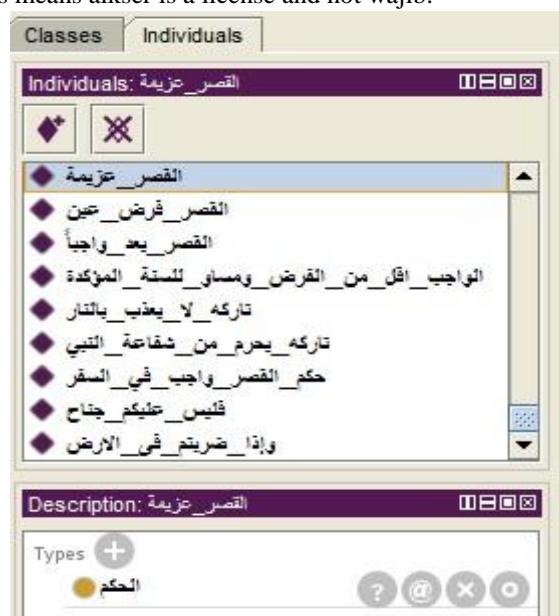 s means alkser is a license and not wajib.
Classes Individuals
Individuals: القصر_عزيمة
القصر_عزيمة
القصر_فرض_عين
القصر_يعد_واجباً
الواجب_اقل_من_الفرض_ومساو_للسنة_المؤكدة
تاركه_لا_يعذب_بالنار
تاركه_يحرم_من_شفاعة_النبي
حكم_القصر_واجب_في_السفر
فليس_عليكم_جناح
وإذا_ضربتم_في_الارض
Description: القصر_عزيمة
Types
الحكم